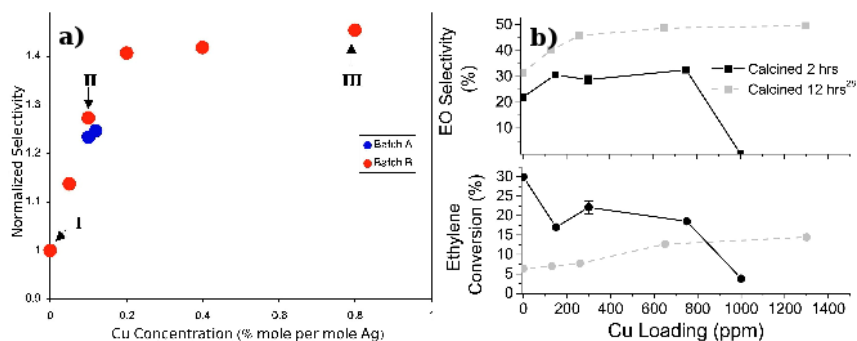 a)
1.4
1.3
1.2
1.1
1
0.9
Normalized Selectivity
I
II
III
Batch A
Batch B
0 0.2 0.4 0.6 0.8 1
Cu Concentration (% mole per mole Ag)
b)
50
40
30
20
10
EO Selectivity
(%)
Calcined 2 hrs
Calcined 12 hrs²⁹
30
25
20
15
10
5
0
Ethylene
Conversion (%)
0 200 400 600 800 1000 1200 1400
Cu Loading (ppm)